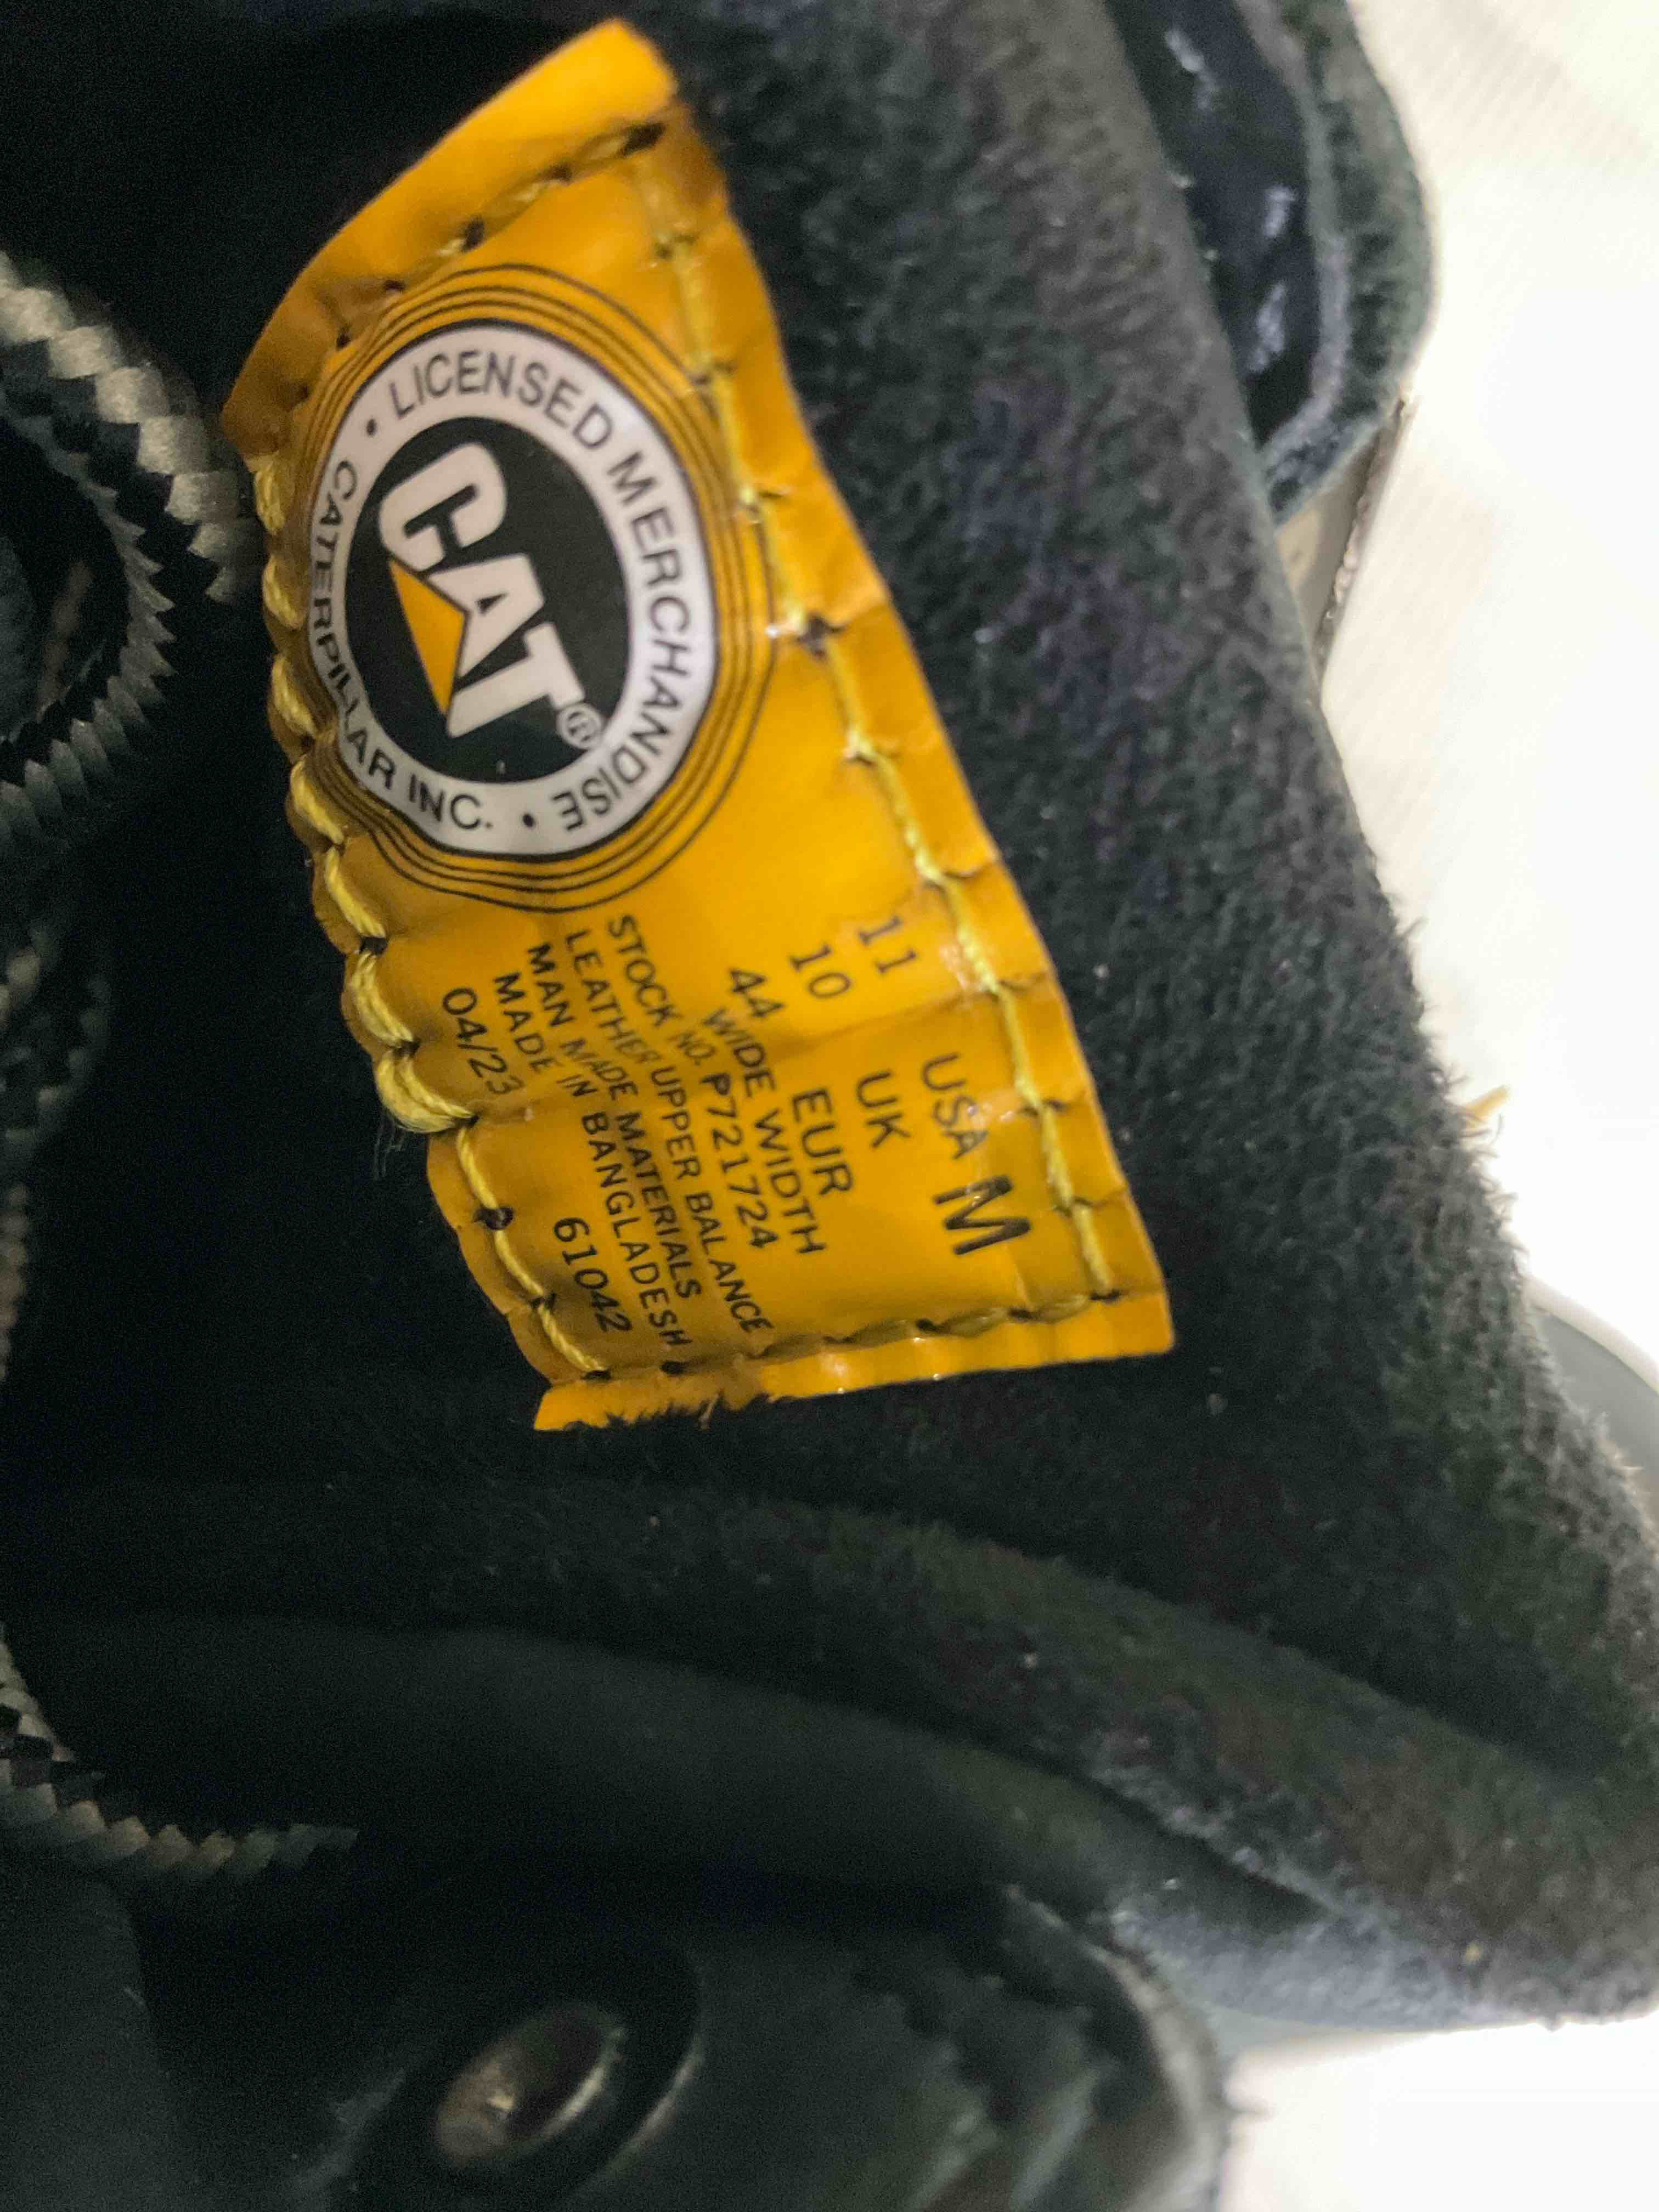 LICENSED MERCHANDISE
CAT®
CATERPILLAR INC.
11 USA M
10 UK
44 EUR
WIDE WIDTH
STOCK NO. P721724
LEATHER UPPER BALANCE
MAN MADE MATERIALS
MADE IN BANGLADESH
04/23 61042